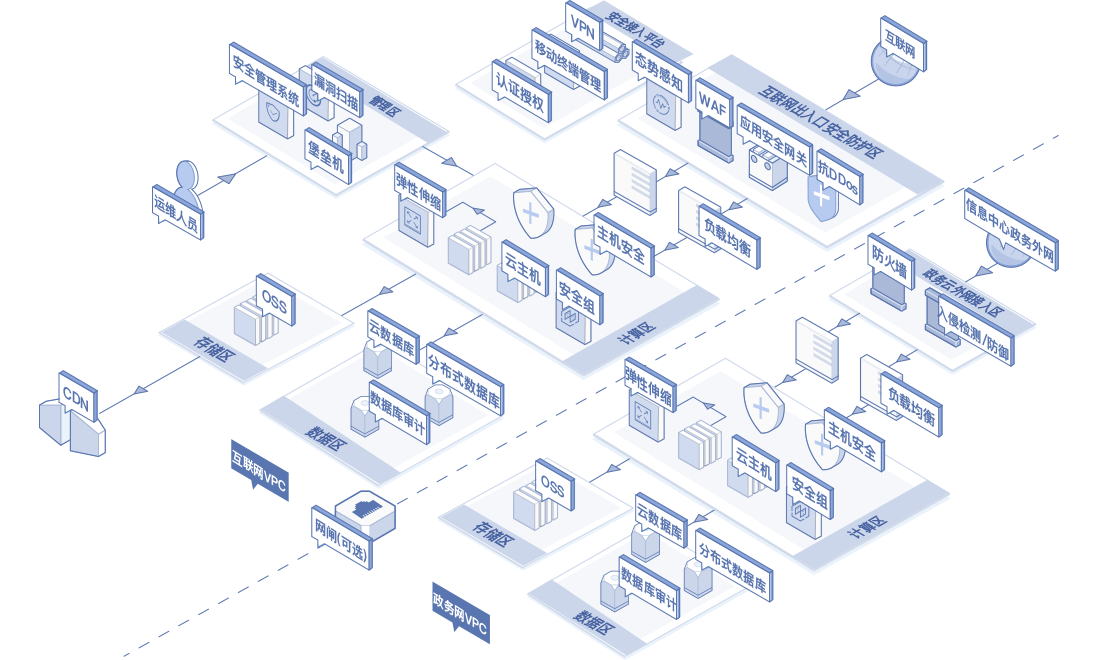 VPN
安全接入平台
移动终端管理
认证授权
互联网
态势感知
WAF
应用安全网关
抗DDos
互联网出入口安全防护区
安全管理系统
漏洞扫描
管理区
堡垒机
运维人员
弹性伸缩
主机安全
负载均衡
云主机
安全组
计算区
信息中心政务外网
防火墙
政务云外网接入区
入侵检测/防御
OSS
存储区
CDN
云数据库
分布式数据库
数据库审计
数据区
互联网VPC
网闸(可选)
弹性伸缩
主机安全
负载均衡
云主机
安全组
计算区
OSS
存储区
云数据库
分布式数据库
数据库审计
数据区
政务网VPC